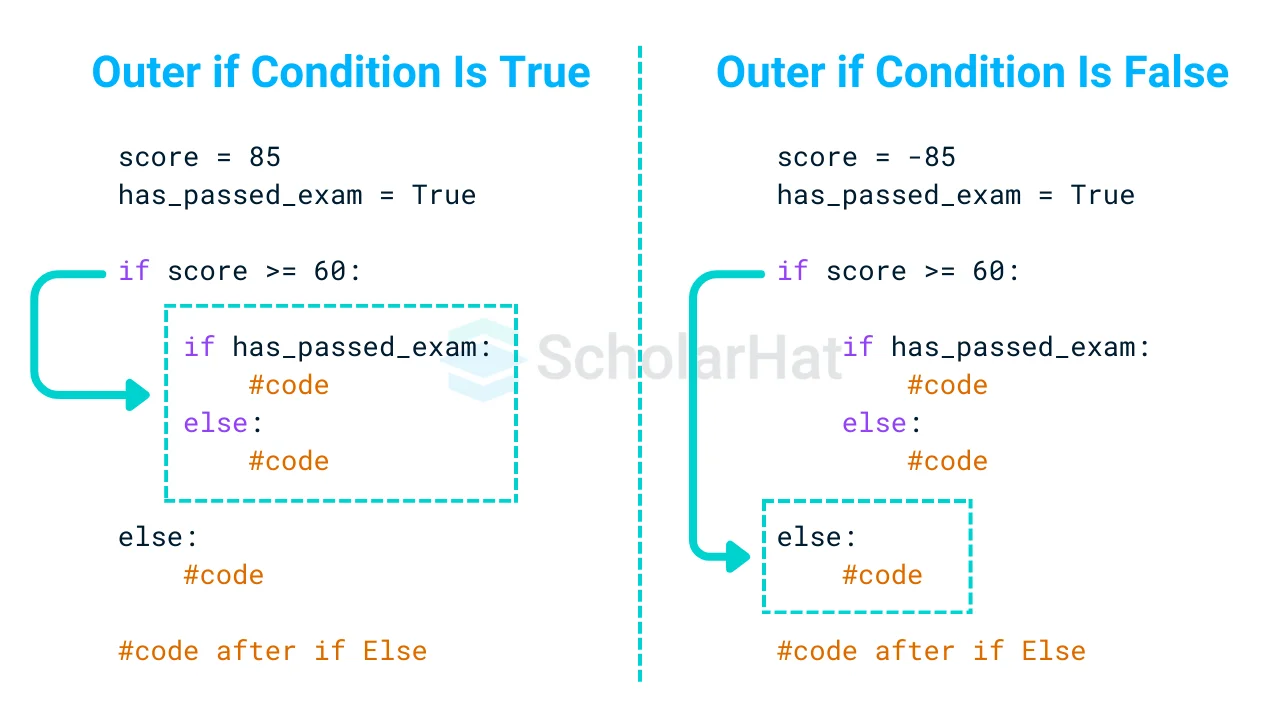 Outer if Condition Is True
score = 85
has_passed_exam = True
if score >= 60:
if has_passed_exam:
#code
else:
#code
else:
#code
#code after if Else
Outer if Condition Is False
score = -85
has_passed_exam = True
if score >= 60:
if has_passed_exam:
#code
else:
#code
else:
#code
#code after if Else
ScholarHat